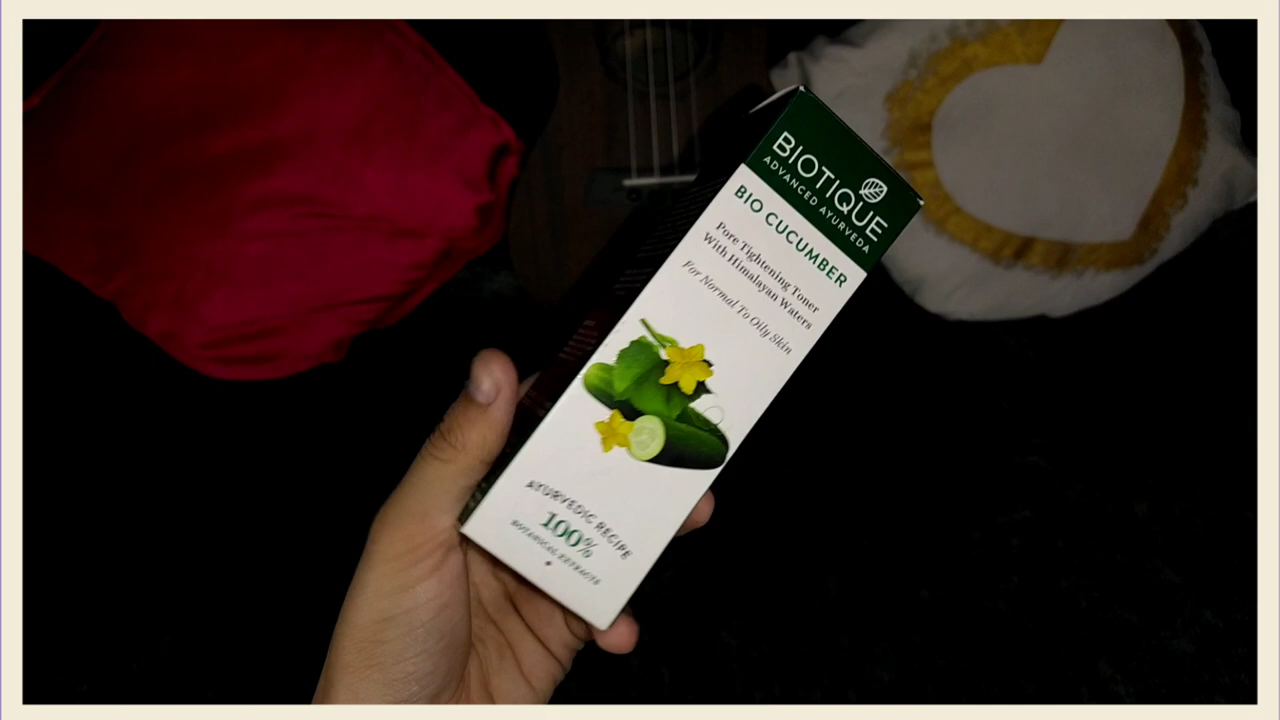 BIOTIQUE
ADVANCED AYURVEDA
BIO CUCUMBER
Pore Tightening Toner
With Himalayan Waters
For Normal To Oily Skin
AYURVEDIC RECIPE
100%
BOTANICAL EXTRACTS